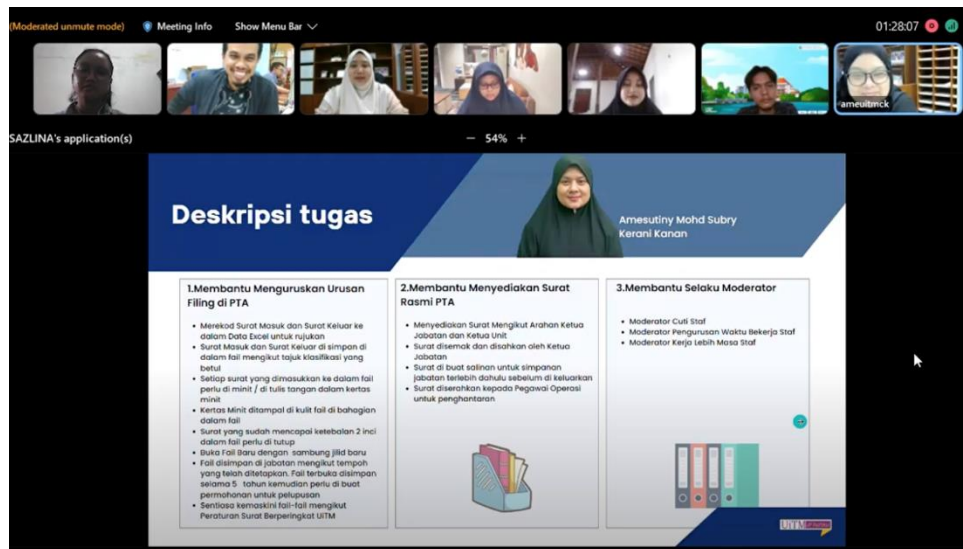 (Moderated unmute mode)
Meeting Info
Show Menu Bar
01:28:07
ameuitmck
SAZLINA's application(s)
— 54% +
Deskripsi tugas
Amesutiny Mohd Subry
Kerani Kanan
1.Membantu Menguruskan Urusan
Filing di PTA
• Merekod Surat Masuk dan Surat Keluar ke
dalam Data Excel untuk rujukan
• Surat Masuk dan Surat Keluar di simpan di
dalam fail mengikut tajuk klasifikasi yang
betul
• Setiap surat yang dimasukkan ke dalam fail
perlu di minit / di tulis tangan dalam kertas
minit
• Kertas Minit ditampal di kulit fail di bahagian
dalam fail
• Surat yang sudah mencapai ketebalan 2 inci
dalam fail perlu di tutup
• Buka Fail Baru dengan sambung jilid baru
• Fail disimpan di jabatan mengikut tempoh
yang telah ditetapkan. Fail terbuka disimpan
selama 5 tahun kemudian perlu di buat
permohonan untuk pelupusan
• Sentiasa kemaskini fail-fail mengikut
Peraturan Surat Berperingkat UiTM
2.Membantu Menyediakan Surat
Rasmi PTA
• Menyediakan Surat Mengikut Arahan Ketua
Jabatan dan Ketua Unit
• Surat disemak dan disahkan oleh Ketua
Jabatan
• Surat di buat salinan untuk simpanan
jabatan terlebih dahulu sebelum di keluarkan
• Surat diserahkan kepada Pegawai Operasi
untuk penghantaran
3.Membantu Selaku Moderator
• Moderator Cuti Staf
• Moderator Pengurusan Waktu Bekerja Staf
• Moderator Kerja Lebih Masa Staf
UiTM